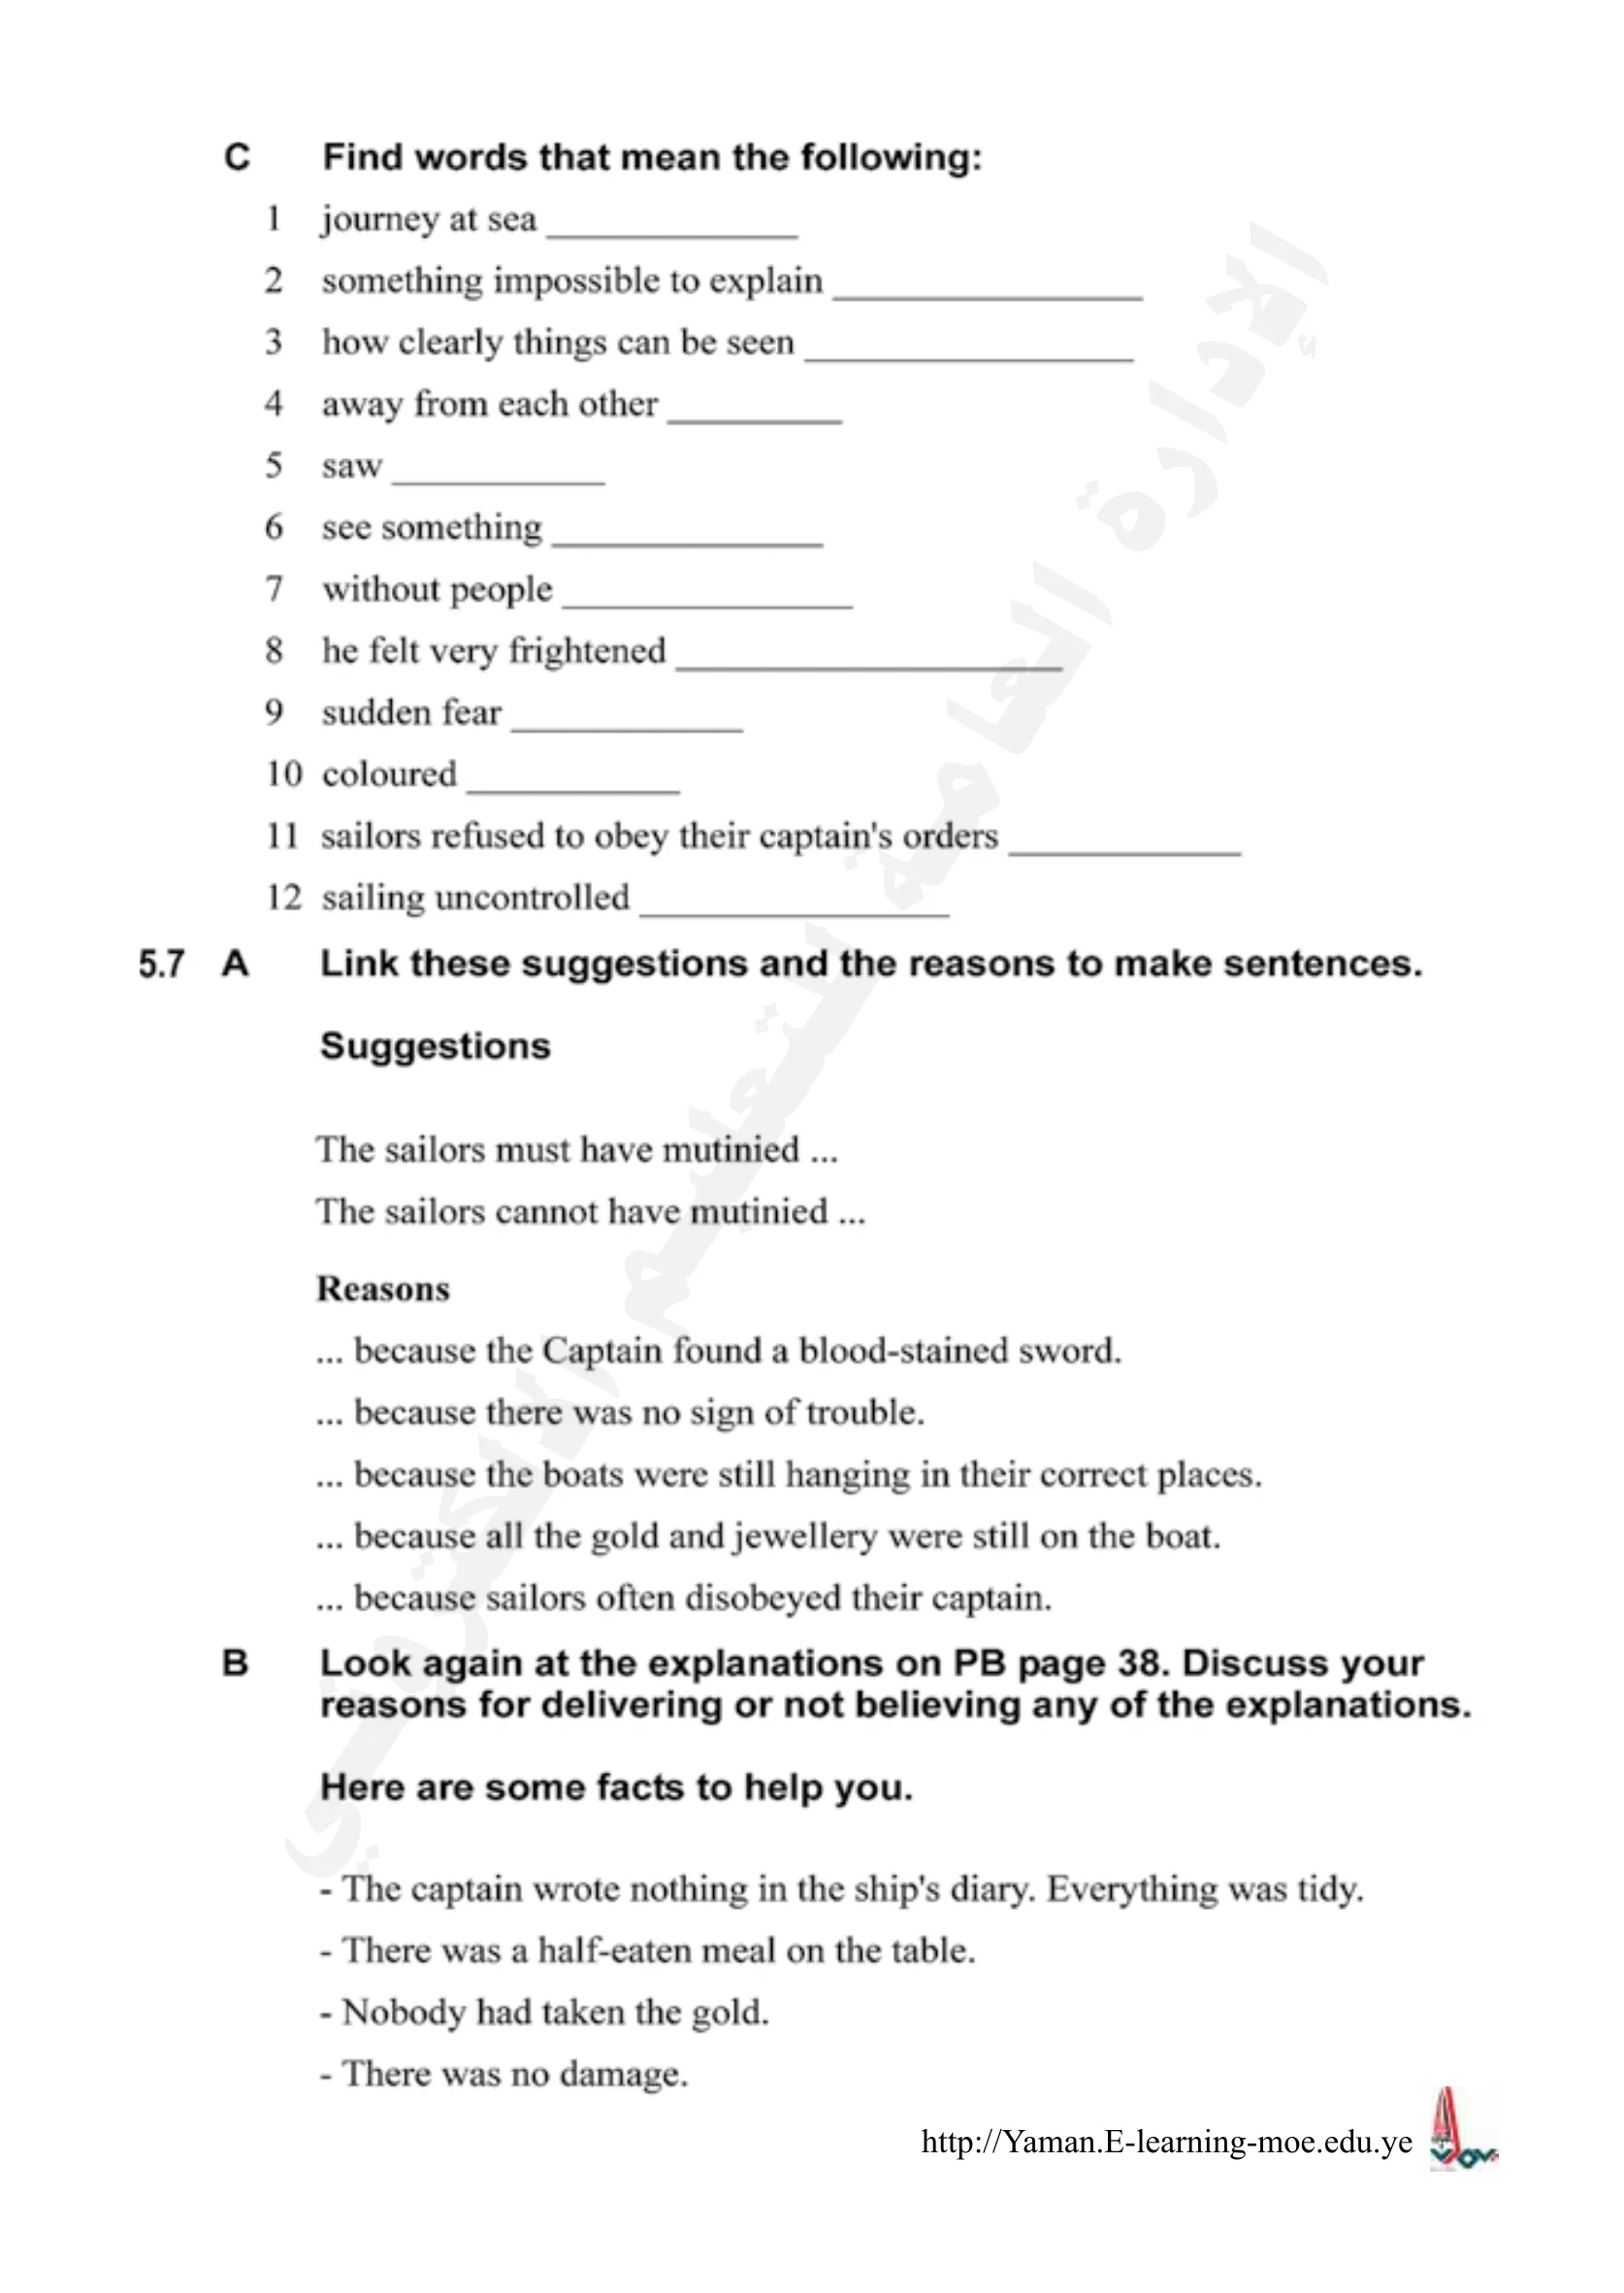 C Find words that mean the following:
1 journey at sea ____________
2 something impossible to explain ________________
3 how clearly things can be seen _________________
4 away from each other _________
5 saw ___________
6 see something ______________
7 without people _______________
8 he felt very frightened ____________________
9 sudden fear ____________
10 coloured ___________
11 sailors refused to obey their captain's orders ____________
12 sailing uncontrolled ________________
5.7 A Link these suggestions and the reasons to make sentences.
Suggestions
The sailors must have mutinied ...
The sailors cannot have mutinied ...
Reasons
... because the Captain found a blood-stained sword.
... because there was no sign of trouble.
... because the boats were still hanging in their correct places.
... because all the gold and jewellery were still on the boat.
... because sailors often disobeyed their captain.
B Look again at the explanations on PB page 38. Discuss your
reasons for delivering or not believing any of the explanations.
Here are some facts to help you.
- The captain wrote nothing in the ship's diary. Everything was tidy.
- There was a half-eaten meal on the table.
- Nobody had taken the gold.
- There was no damage.
http://Yaman.E-learning-moe.edu.ye
الإدارة العامة للتعليم الإلكتروني